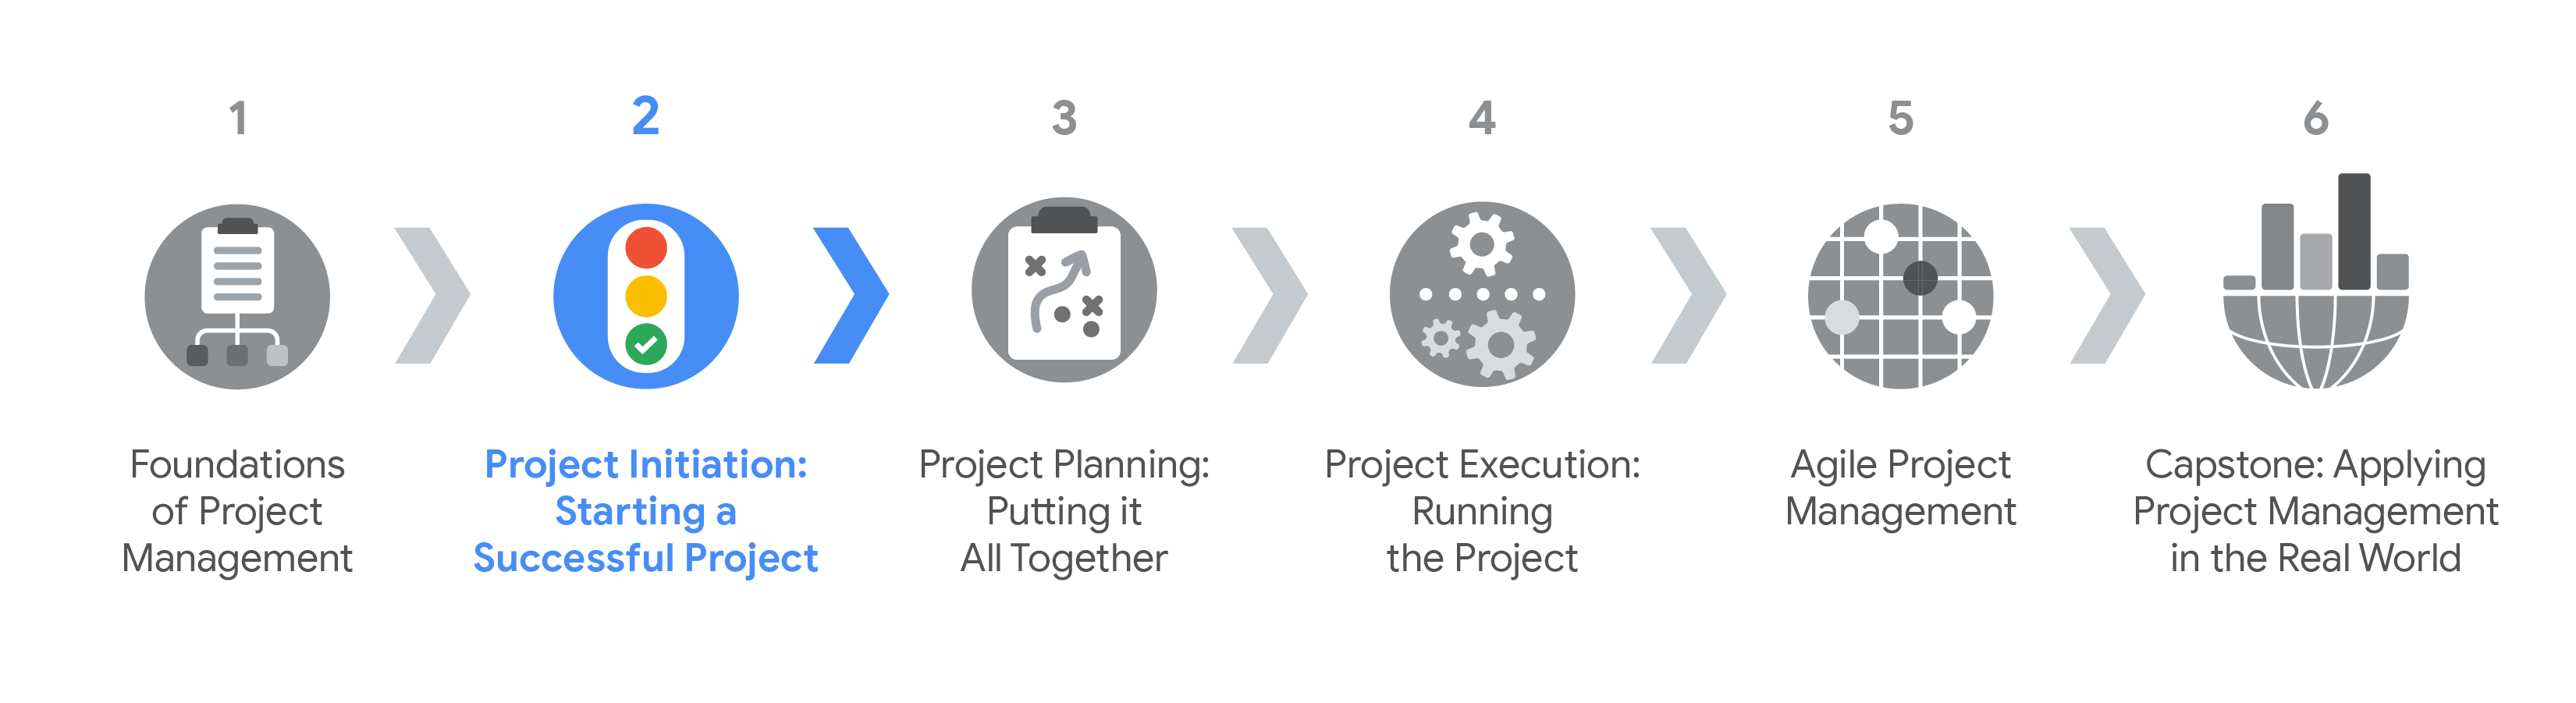 1
2
3
4
5
6
Foundations
of Project
Management
Project Initiation:
Starting a
Successful Project
Project Planning:
Putting it
All Together
Project Execution:
Running
the Project
Agile Project
Management
Capstone: Applying
Project Management
in the Real World